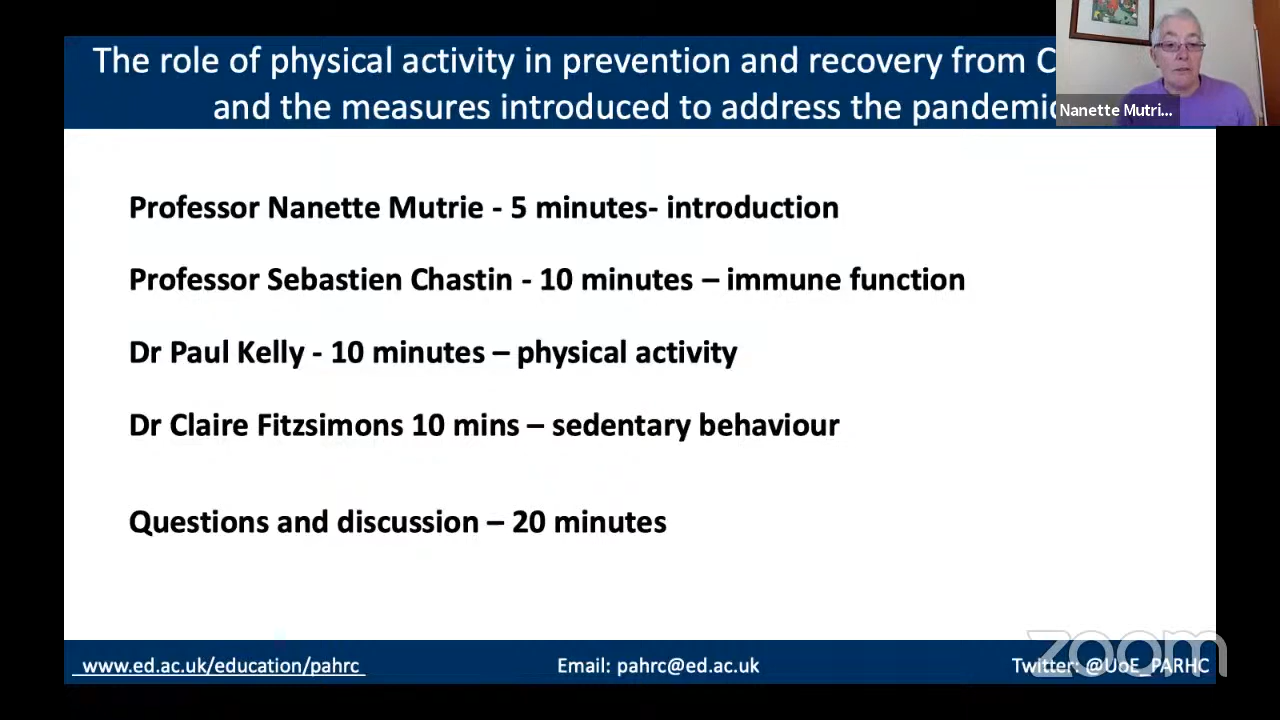 The role of physical activity in prevention and recovery from C
and the measures introduced to address the pandemic
Nanette Mutri...
Professor Nanette Mutrie - 5 minutes- introduction
Professor Sebastien Chastin - 10 minutes – immune function
Dr Paul Kelly - 10 minutes – physical activity
Dr Claire Fitzsimons 10 mins – sedentary behaviour
Questions and discussion – 20 minutes
www.ed.ac.uk/education/pahrc
Email: pahrc@ed.ac.uk
Twitter: @UoE_PARHC
zoom